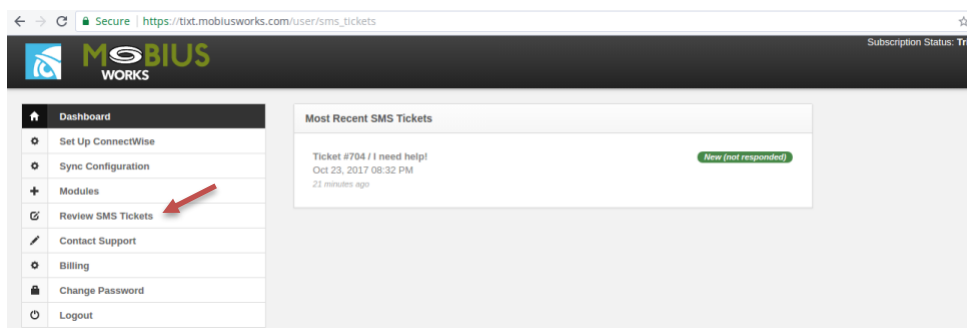 Secure | https://tixt.mobiusworks.com/user/sms_tickets
Subscription Status:
MOBIUS
WORKS
Dashboard
Set Up ConnectWise
Sync Configuration
Modules
Review SMS Tickets
Contact Support
Billing
Change Password
Logout
Most Recent SMS Tickets
Ticket #704 / I need help!
New (not responded)
Oct 23, 2017 08:32 PM
21 minutes ago